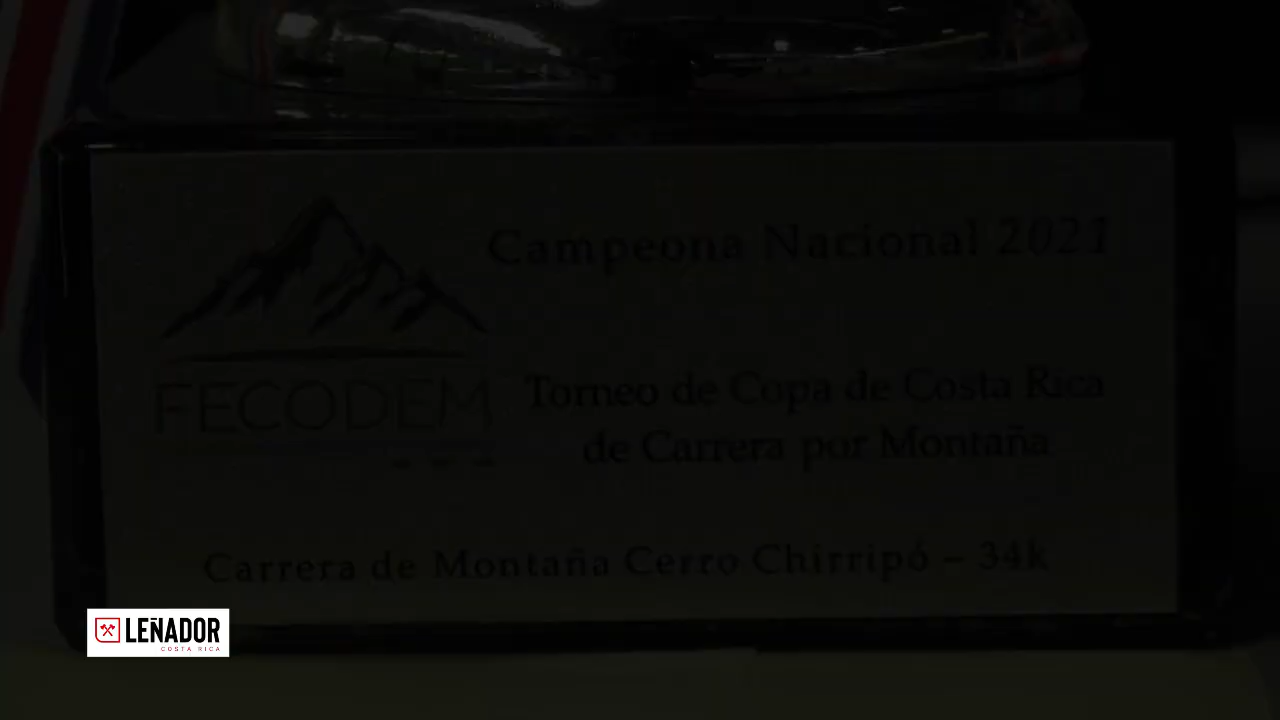 Campeona Nacional 2021
FECODEM
Torneo de Copa de Costa Rica
de Carrera por Montaña
Carrera de Montaña Cerro Chirripó – 34k
LEÑADOR
COSTA RICA